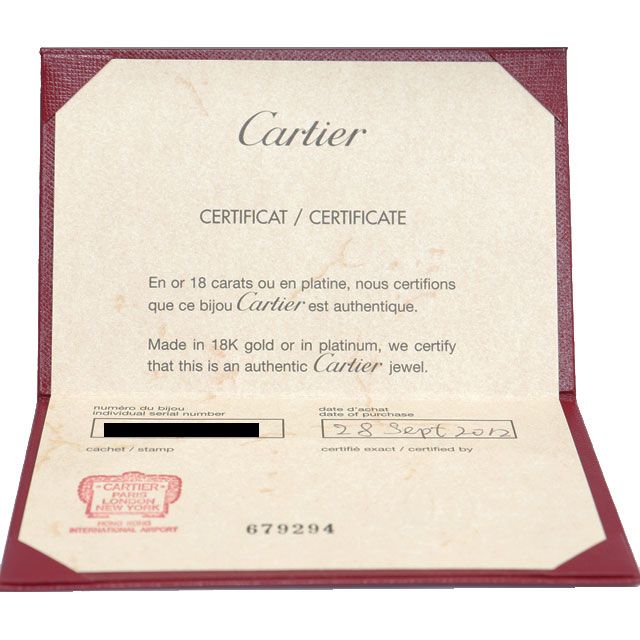 Cartier
CERTIFICAT / CERTIFICATE
En or 18 carats ou en platine, nous certifions
que ce bijou Cartier est authentique.
Made in 18K gold or in platinum, we certify
that this is an authentic Cartier jewel.
numéro du bijou
individual serial number
date d'achat
date of purchase
28 Sept 2012
cachet / stamp
certifié exact / certified by
CARTIER
PARIS
LONDON
NEW YORK
HONG KONG
INTERNATIONAL AIRPORT
679294